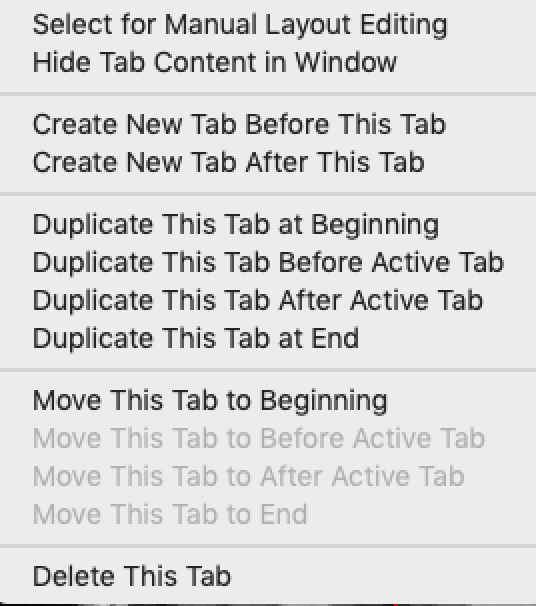 Select for Manual Layout Editing
Hide Tab Content in Window
Create New Tab Before This Tab
Create New Tab After This Tab
Duplicate This Tab at Beginning
Duplicate This Tab Before Active Tab
Duplicate This Tab After Active Tab
Duplicate This Tab at End
Move This Tab to Beginning
Move This Tab to Before Active Tab
Move This Tab to After Active Tab
Move This Tab to End
Delete This Tab